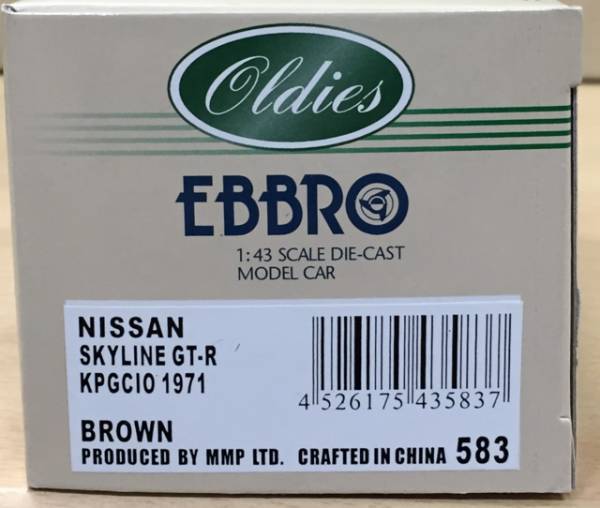 Oldies
EBBRO
1:43 SCALE DIE-CAST
MODEL CAR
NISSAN
SKYLINE GT-R
KPGC10 1971
4 526175 435837
BROWN
PRODUCED BY MMP LTD. CRAFTED IN CHINA 583